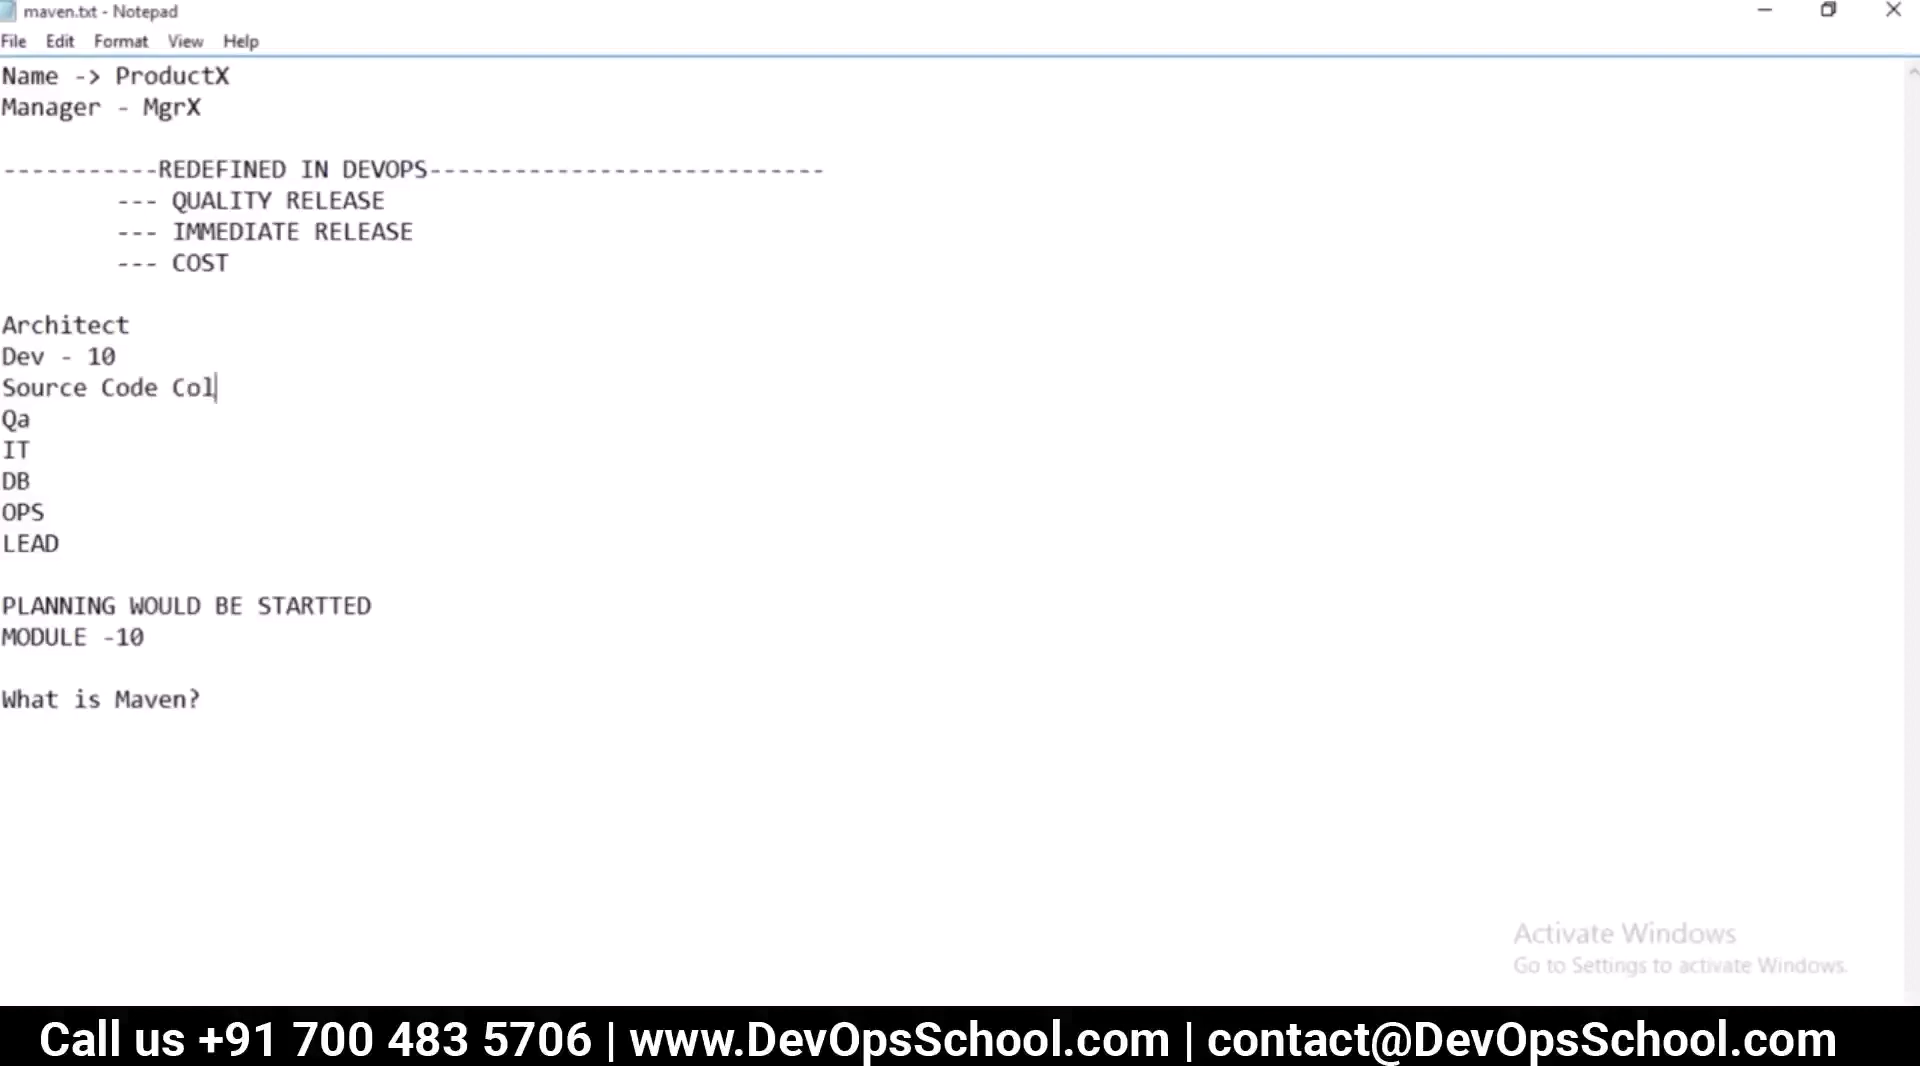 maven.txt - Notepad
File Edit Format View Help
Name -> ProductX
Manager - MgrX
-----------REDEFINED IN DEVOPS----------------------------
--- QUALITY RELEASE
--- IMMEDIATE RELEASE
--- COST
Architect
Dev - 10
Source Code Col
Qa
IT
DB
OPS
LEAD
PLANNING WOULD BE STARTTED
MODULE -10
What is Maven?
Activate Windows
Go to Settings to activate Windows.
Call us +91 700 483 5706 | www.DevOpsSchool.com | contact@DevOpsSchool.com